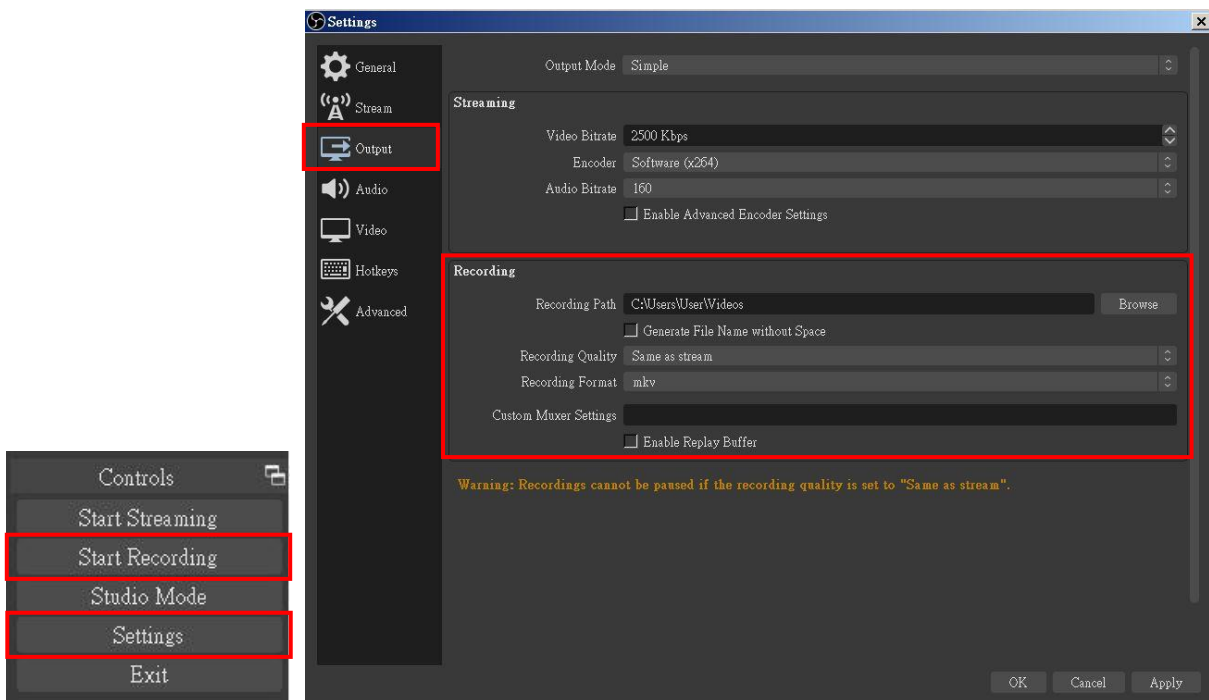 Settings
General
Stream
Output
Audio
Video
Hotkeys
Advanced
Output Mode Simple
Streaming
Video Bitrate 2500 Kbps
Encoder Software (x264)
Audio Bitrate 160
Enable Advanced Encoder Settings
Recording
Recording Path C:\Users\User\Videos Browse
Generate File Name without Space
Recording Quality Same as stream
Recording Format mkv
Custom Muxer Settings
Enable Replay Buffer
Warning: Recordings cannot be paused if the recording quality is set to "Same as stream".
OK Cancel Apply
Controls
Start Streaming
Start Recording
Studio Mode
Settings
Exit